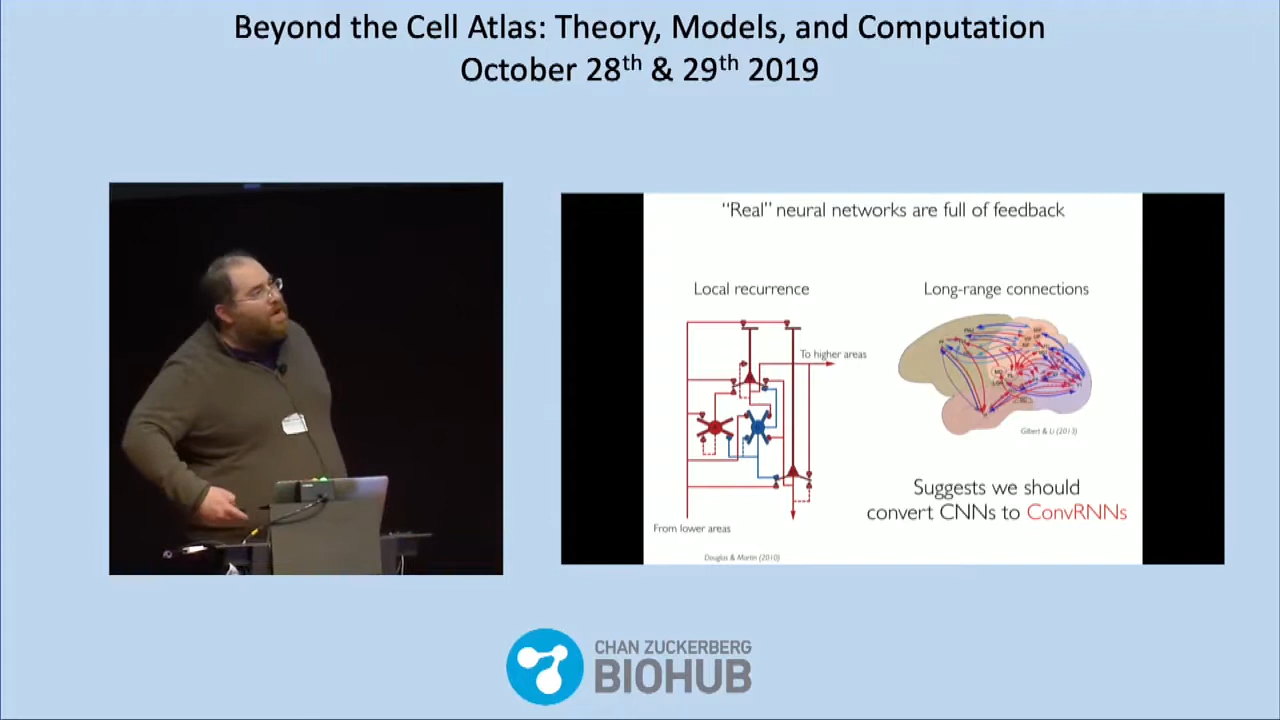 Beyond the Cell Atlas: Theory, Models, and Computation
October 28th & 29th 2019
“Real” neural networks are full of feedback
Local recurrence
Long-range connections
To higher areas
From lower areas
Douglas & Martin (2010)
Gilbert & Li (2013)
Suggests we should
convert CNNs to ConvRNNs
CHAN ZUCKERBERG
BIOHUB